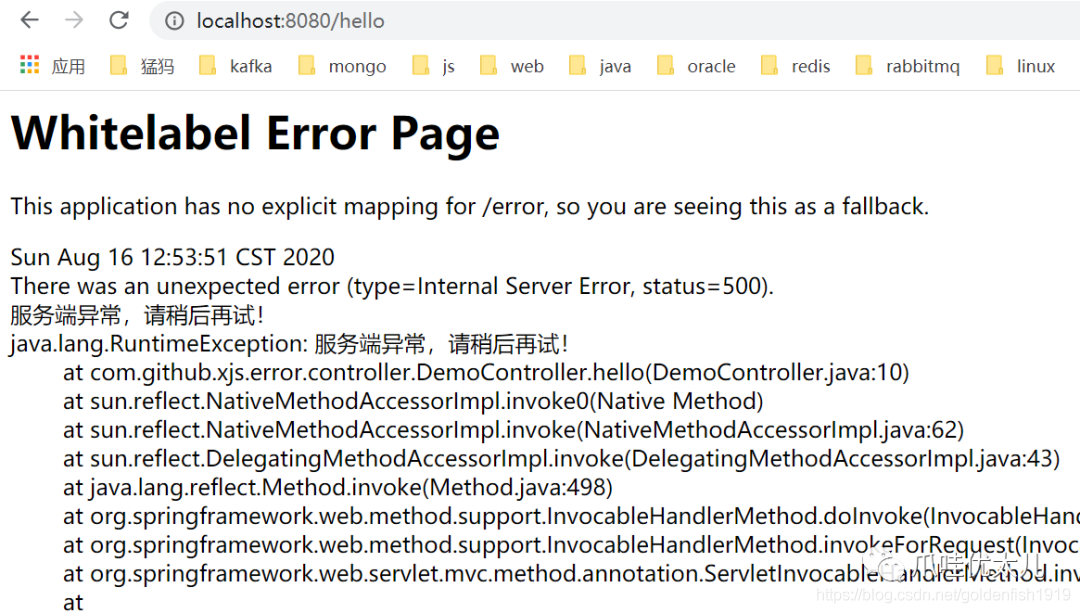 localhost:8080/hello
应用 猛犸 kafka mongo js web java oracle redis rabbitmq linux
Whitelabel Error Page
This application has no explicit mapping for /error, so you are seeing this as a fallback.
Sun Aug 16 12:53:51 CST 2020
There was an unexpected error (type=Internal Server Error, status=500).
服务端异常，请稍后再试！
java.lang.RuntimeException: 服务端异常，请稍后再试！
at com.github.xjs.error.controller.DemoController.hello(DemoController.java:10)
at sun.reflect.NativeMethodAccessorImpl.invoke0(Native Method)
at sun.reflect.NativeMethodAccessorImpl.invoke(NativeMethodAccessorImpl.java:62)
at sun.reflect.DelegatingMethodAccessorImpl.invoke(DelegatingMethodAccessorImpl.java:43)
at java.lang.reflect.Method.invoke(Method.java:498)
at org.springframework.web.method.support.InvocableHandlerMethod.doInvoke(InvocableHand
at org.springframework.web.method.support.InvocableHandlerMethod.invokeForRequest(Invoc
at org.springframework.web.servlet.mvc.method.annotation.ServletInvocableHandlerMethod.inv
爪哇优太儿
at
https://blog.csdn.net/goldenfish1919